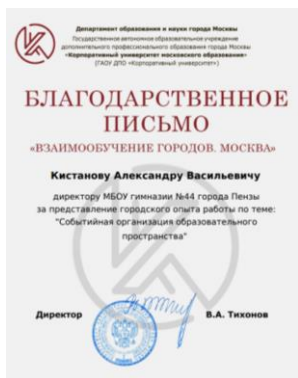 Департамент образования и науки города Москвы
Государственное автономное образовательное учреждение
дополнительного профессионального образования города Москвы
«Корпоративный университет московского образования»
(ГАОУ ДПО «Корпоративный университет»)
БЛАГОДАРСТВЕННОЕ
ПИСЬМО
«ВЗАИМООБУЧЕНИЕ ГОРОДОВ. МОСКВА»
Кистанову Александру Васильевичу
директору МБОУ гимназии №44 города Пензы
за представление городского опыта работы по теме:
"Событийная организация образовательного
пространства"
Директор
В.А. Тихонов